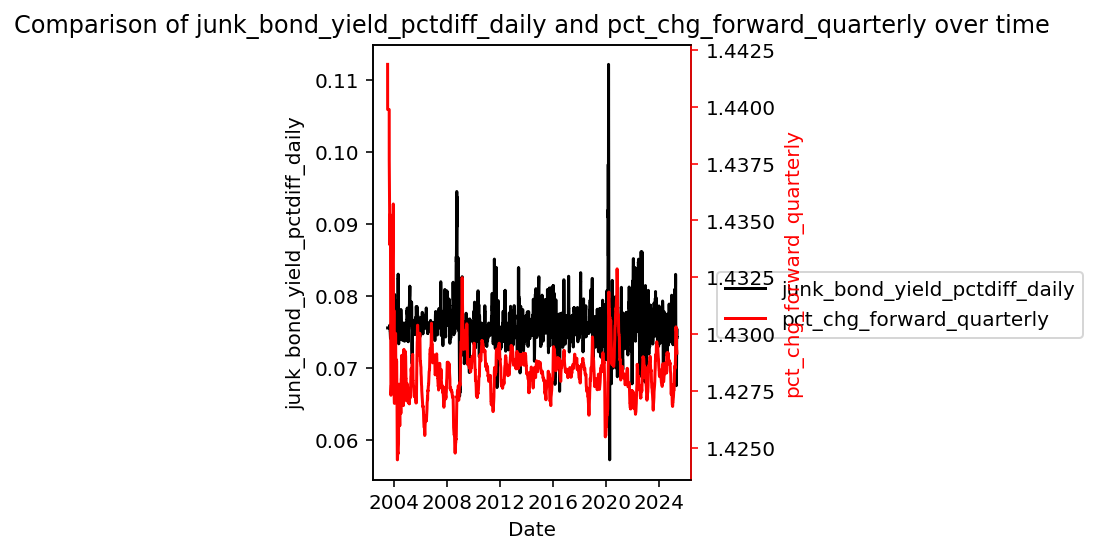 Comparison of junk_bond_yield_pctdiff_daily and pct_chg_forward_quarterly over time
junk_bond_yield_pctdiff_daily
0.11
0.10
0.09
0.08
0.07
0.06
1.4425
1.4400
1.4375
1.4350
1.4325
1.4300
1.4275
1.4250
pct_chg_forward_quarterly
junk_bond_yield_pctdiff_daily
pct_chg_forward_quarterly
2004 2008 2012 2016 2020 2024
Date